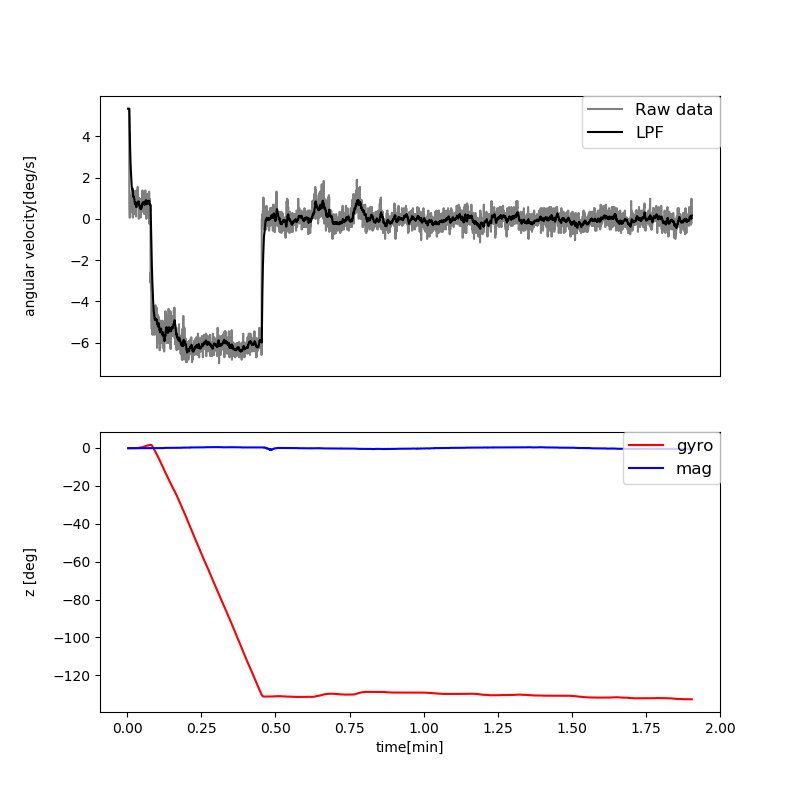 Raw data
LPF
4
2
0
−2
−4
−6
angular velocity[deg/s]
gyro
mag
0
−20
−40
−60
−80
−100
−120
z [deg]
0.00 0.25 0.50 0.75 1.00 1.25 1.50 1.75 2.00
time[min]